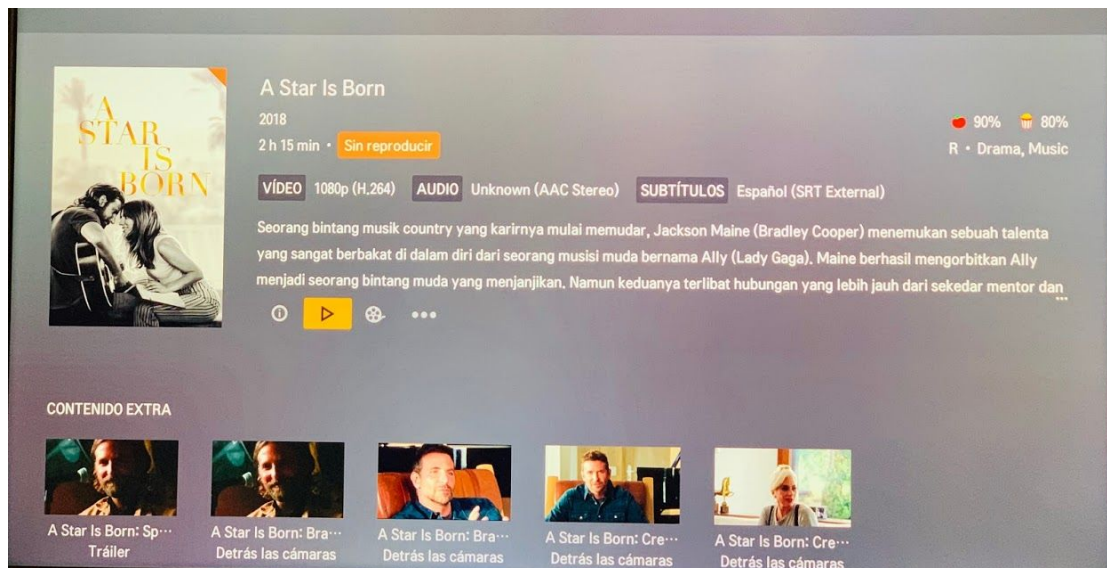 A
STAR
IS
BORN
A Star Is Born
2018
2 h 15 min • Sin reproducir
90% 80%
R • Drama, Music
VÍDEO 1080p (H.264) AUDIO Unknown (AAC Stereo) SUBTÍTULOS Español (SRT External)
Seorang bintang musik country yang karirnya mulai memudar, Jackson Maine (Bradley Cooper) menemukan sebuah talenta
yang sangat berbakat di dalam diri dari seorang musisi muda bernama Ally (Lady Gaga). Maine berhasil mengorbitkan Ally
menjadi seorang bintang muda yang menjanjikan. Namun keduanya terlibat hubungan yang lebih jauh dari sekedar mentor dan
...
CONTENIDO EXTRA
A Star Is Born: Sp...
Tráiler
A Star Is Born: Bra...
Detrás las cámaras
A Star Is Born: Bra...
Detrás las cámaras
A Star Is Born: Cre...
Detrás las cámaras
A Star Is Born: Cre...
Detrás las cámaras